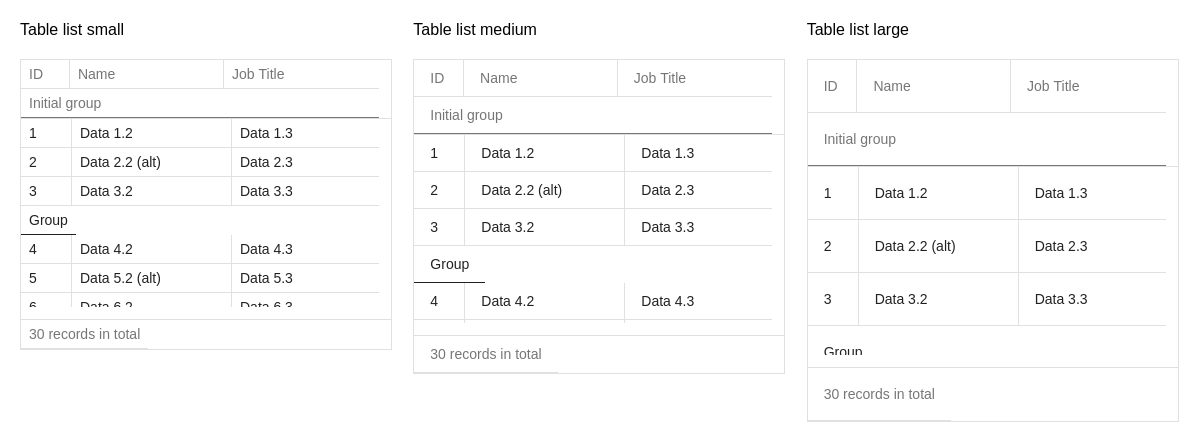 Table list small
ID Name Job Title
Initial group
1 Data 1.2 Data 1.3
2 Data 2.2 (alt) Data 2.3
3 Data 3.2 Data 3.3
Group
4 Data 4.2 Data 4.3
5 Data 5.2 (alt) Data 5.3
6 Data 6.2 Data 6.3
30 records in total
Table list medium
ID Name Job Title
Initial group
1 Data 1.2 Data 1.3
2 Data 2.2 (alt) Data 2.3
3 Data 3.2 Data 3.3
Group
4 Data 4.2 Data 4.3
30 records in total
Table list large
ID Name Job Title
Initial group
1 Data 1.2 Data 1.3
2 Data 2.2 (alt) Data 2.3
3 Data 3.2 Data 3.3
Group
30 records in total